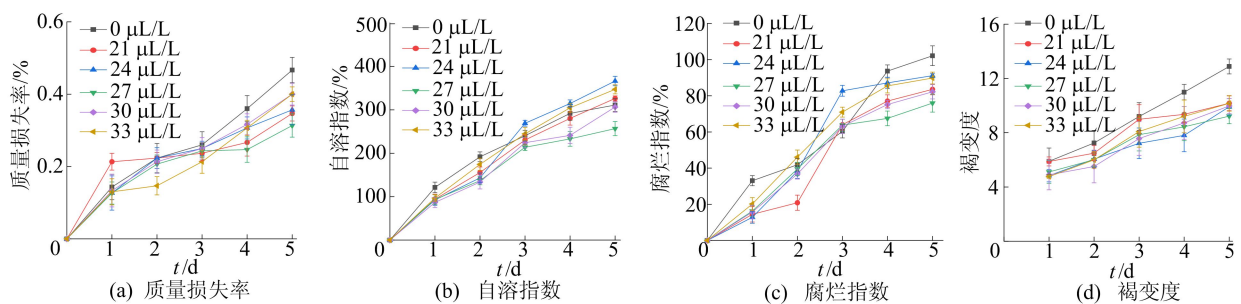 质量损失率/%
0.6
0.4
0.2
0
0 μL/L
21 μL/L
24 μL/L
27 μL/L
30 μL/L
33 μL/L
1 2 3 4 5
t/d
(a) 质量损失率
自溶指数/%
500
400
300
200
100
0
0 μL/L
21 μL/L
24 μL/L
27 μL/L
30 μL/L
33 μL/L
1 2 3 4 5
t/d
(b) 自溶指数
腐烂指数/%
120
100
80
60
40
20
0
0 μL/L
21 μL/L
24 μL/L
27 μL/L
30 μL/L
33 μL/L
1 2 3 4 5
t/d
(c) 腐烂指数
褐变度
16
12
8
4
0
0 μL/L
21 μL/L
24 μL/L
27 μL/L
30 μL/L
33 μL/L
1 2 3 4 5
t/d
(d) 褐变度